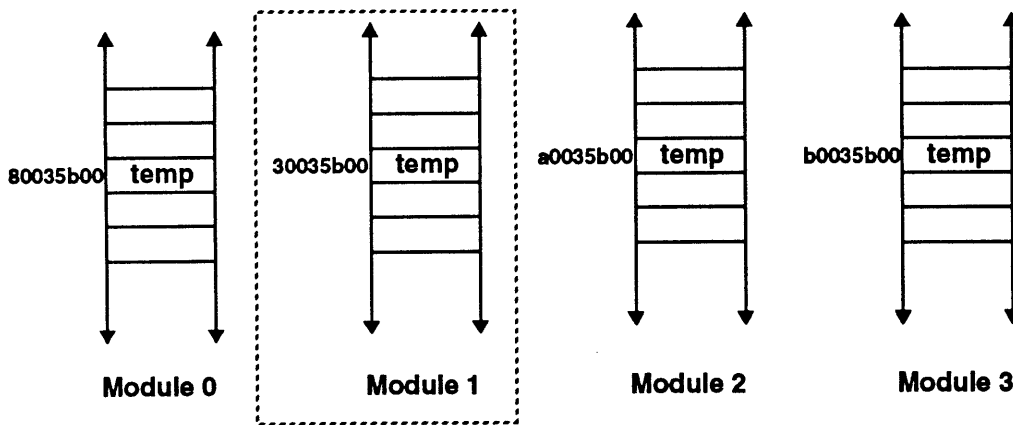 80035b00 temp
30035b00 temp
a0035b00 temp
b0035b00 temp
Module 0
Module 1
Module 2
Module 3